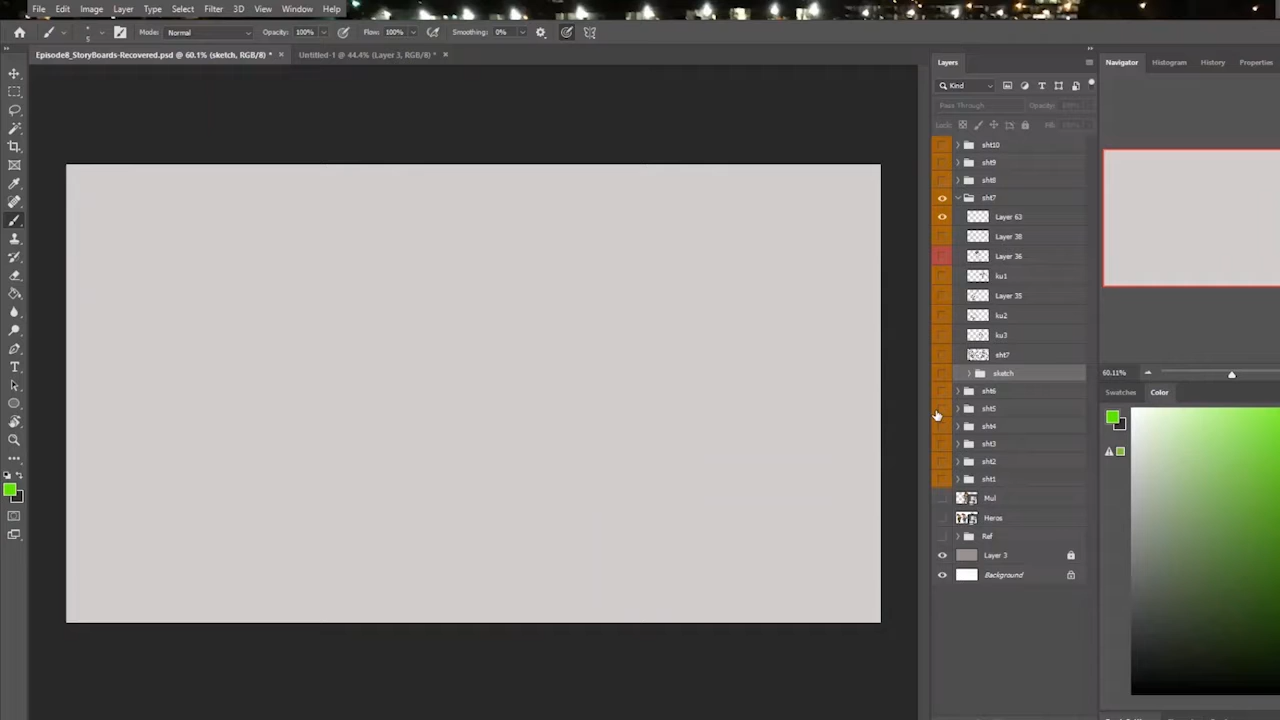 File Edit Image Layer Type Select Filter 3D View Window Help
5 Mode: Normal Opacity: 100% Flow: 100% Smoothing: 0%
Episode8_StoryBoards-Recovered.psd @ 60.1% (sketch, RGB/8) * × Untitled-1 @ 44.4% (Layer 3, RGB/8) * ×
Layers
Navigator Histogram History Properties
Kind
Pass Through Opacity: 100%
Lock: Fill: 100%
sht10
sht9
sht8
sht7
Layer 63
Layer 38
Layer 36
ku1
Layer 35
ku2
ku3
sht7
sketch
sht6
sht5
sht4
sht3
sht2
sht1
Mul
Heros
Ref
Layer 3
Background
60.11%
Swatches Color